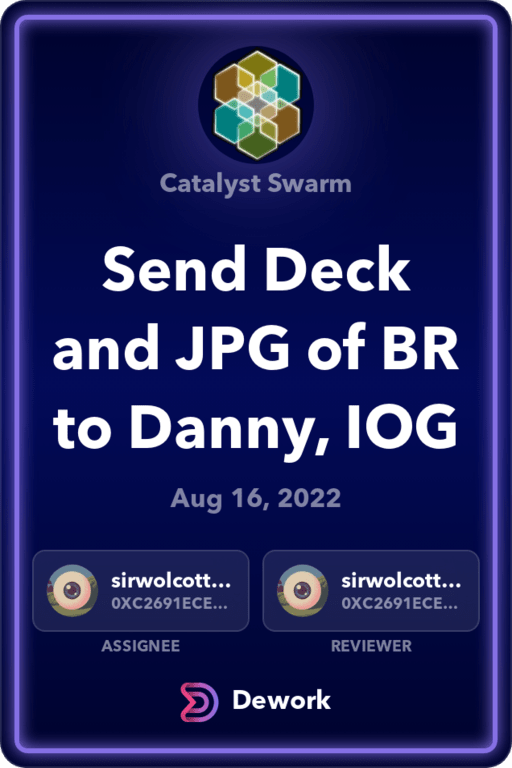 Catalyst Swarm
Send Deck
and JPG of BR
to Danny, IOG
Aug 16, 2022
sirwolcott...
0XC2691ECE...
ASSIGNEE
sirwolcott...
0XC2691ECE...
REVIEWER
Dework